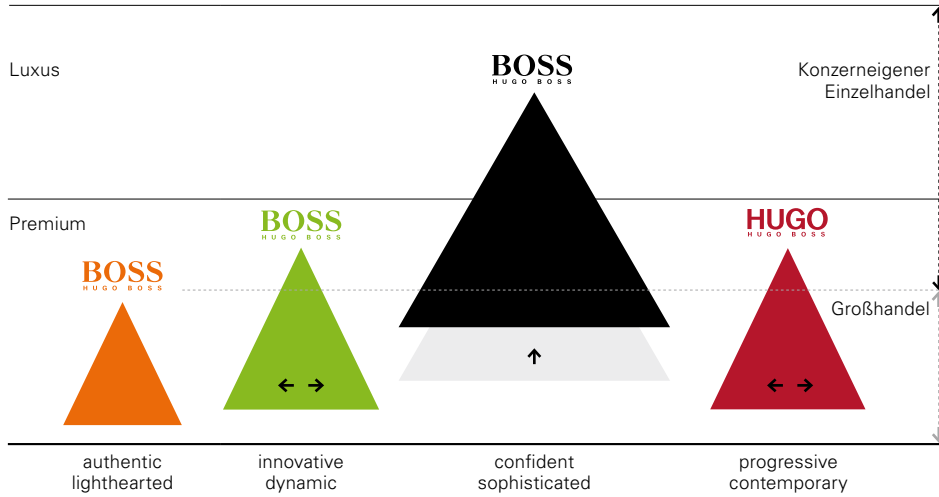 Luxus
BOSS
HUGO BOSS
Konzerneigener
Einzelhandel
Premium
BOSS
HUGO BOSS
BOSS
HUGO BOSS
HUGO
HUGO BOSS
Großhandel
authentic
lighthearted
innovative
dynamic
confident
sophisticated
progressive
contemporary